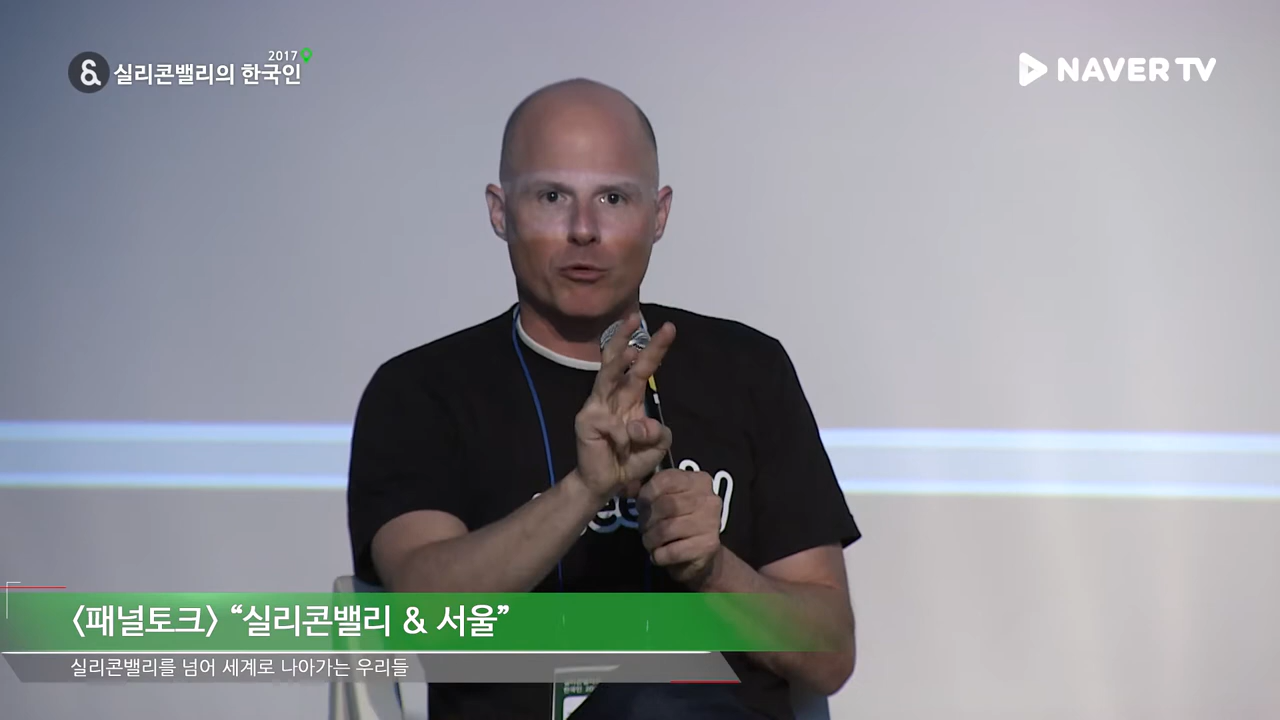 2017
& 실리콘밸리의 한국인
NAVER TV
<패널토크> “실리콘밸리 & 서울”
실리콘밸리를 넘어 세계로 나아가는 우리들